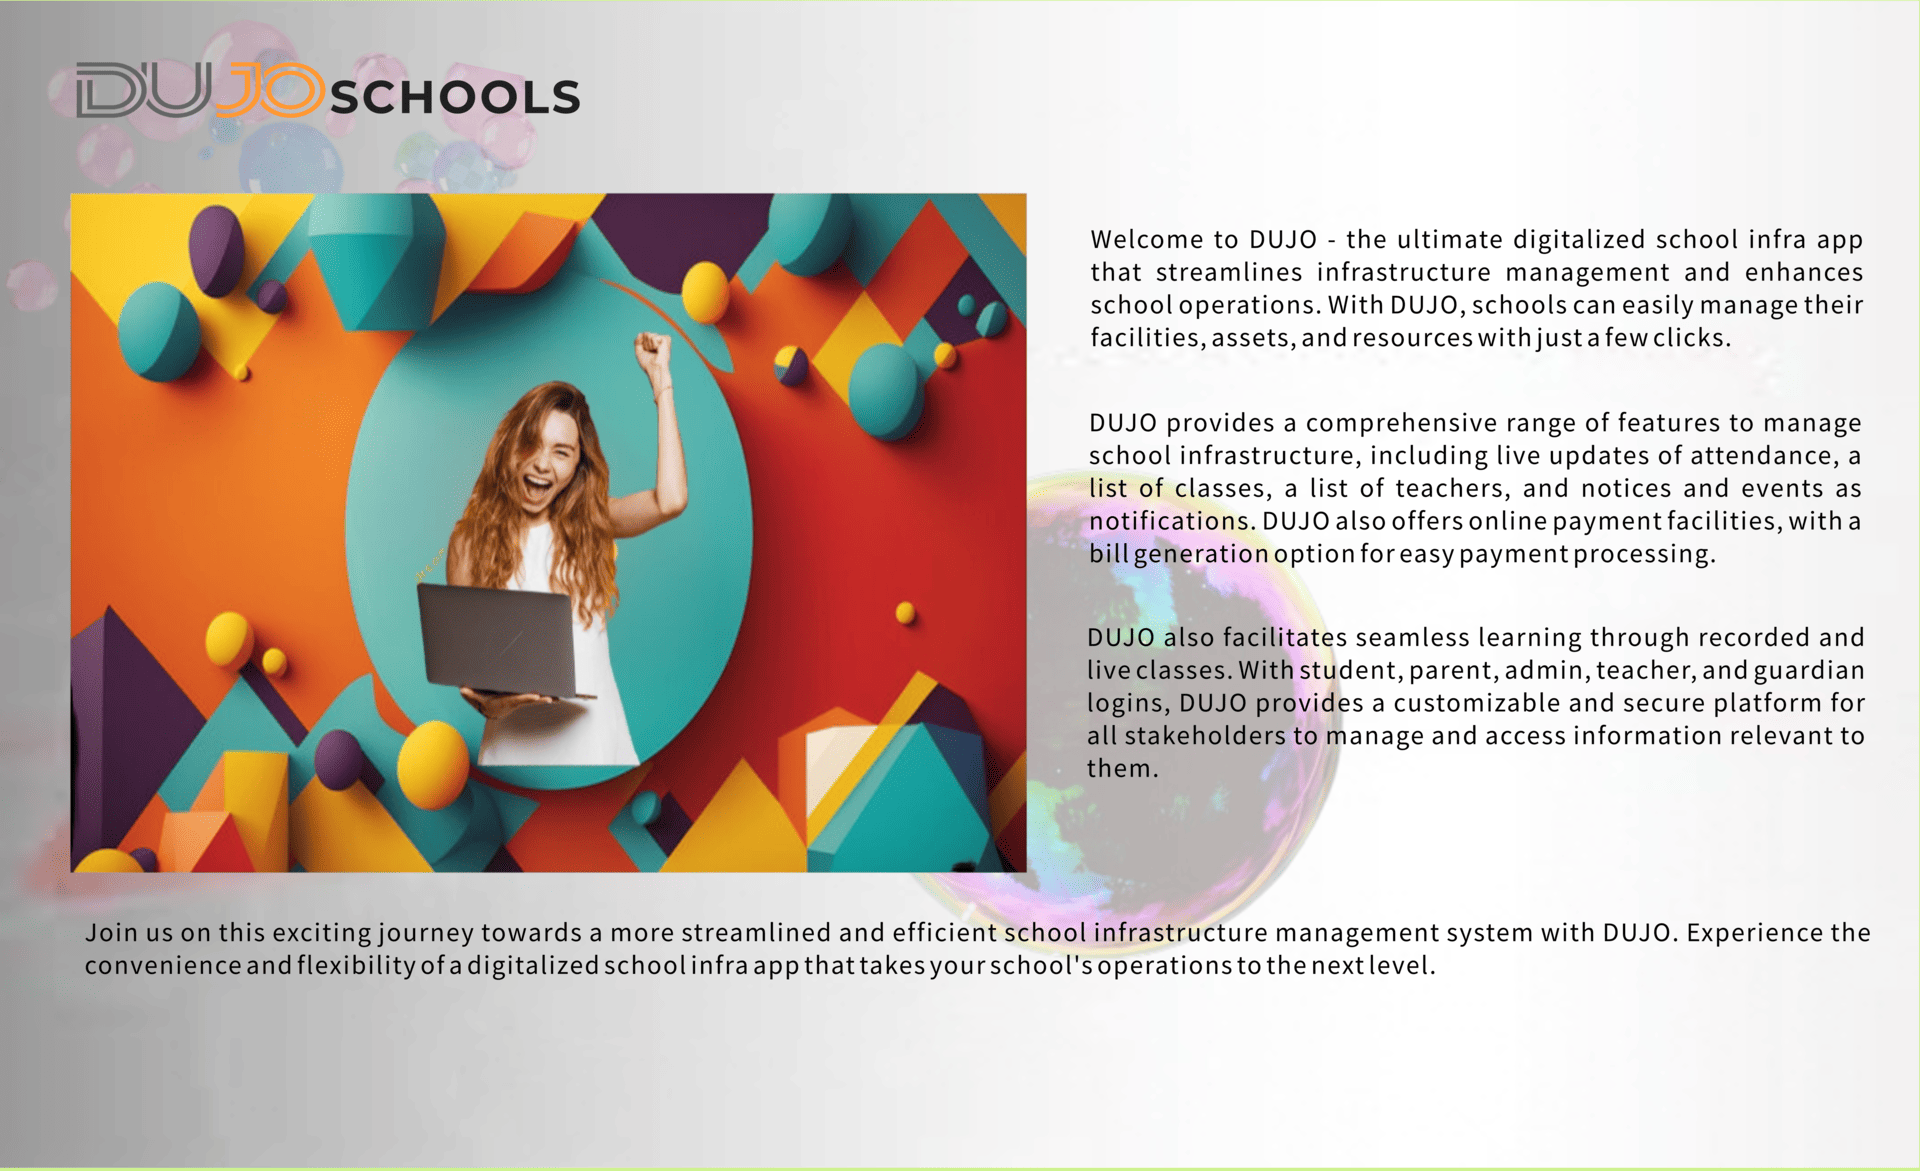 DUJO SCHOOLS
Welcome to DUJO - the ultimate digitalized school infra app
that streamlines infrastructure management and enhances
school operations. With DUJO, schools can easily manage their
facilities, assets, and resources with just a few clicks.
DUJO provides a comprehensive range of features to manage
school infrastructure, including live updates of attendance, a
list of classes, a list of teachers, and notices and events as
notifications. DUJO also offers online payment facilities, with a
bill generation option for easy payment processing.
DUJO also facilitates seamless learning through recorded and
live classes. With student, parent, admin, teacher, and guardian
logins, DUJO provides a customizable and secure platform for
all stakeholders to manage and access information relevant to
them.
Join us on this exciting journey towards a more streamlined and efficient school infrastructure management system with DUJO. Experience the
convenience and flexibility of a digitalized school infra app that takes your school's operations to the next level.